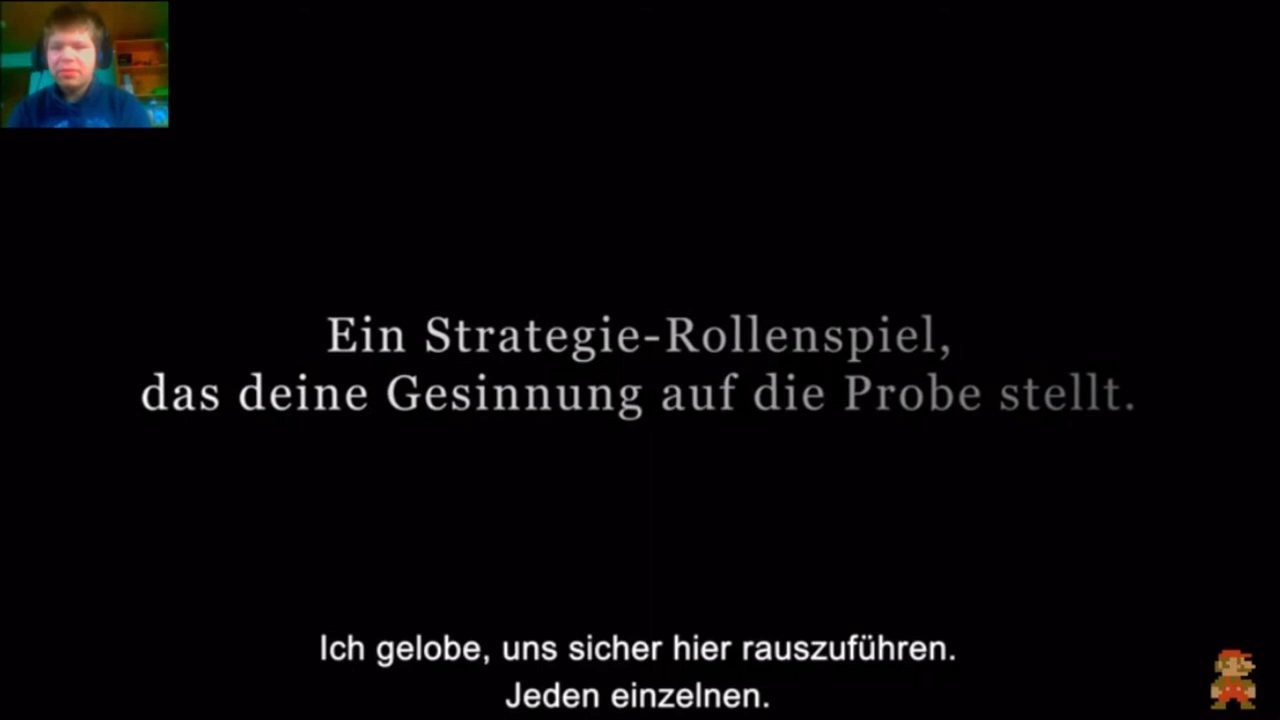 Ein Strategie-Rollenspiel,
das deine Gesinnung auf die Probe stellt.
Ich gelobe, uns sicher hier rauszuführen.
Jeden einzelnen.